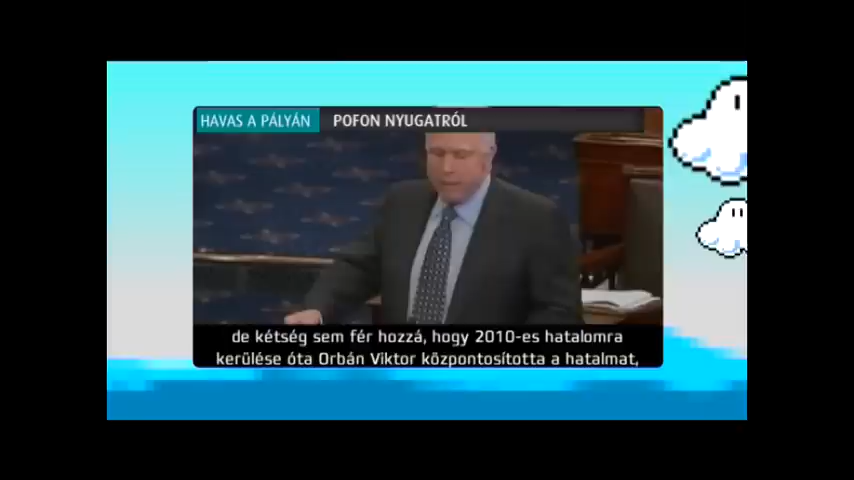 HAVAS A PÁLYÁN POFON NYUGATRÓL
de kétség sem fér hozzá, hogy 2010-es hatalomra
kerülése óta Orbán Viktor központosította a hatalmat,